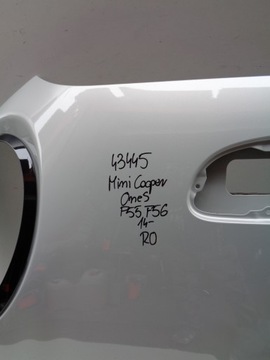 43445
Mini Cooper
One S
F55, F56
14-
RO